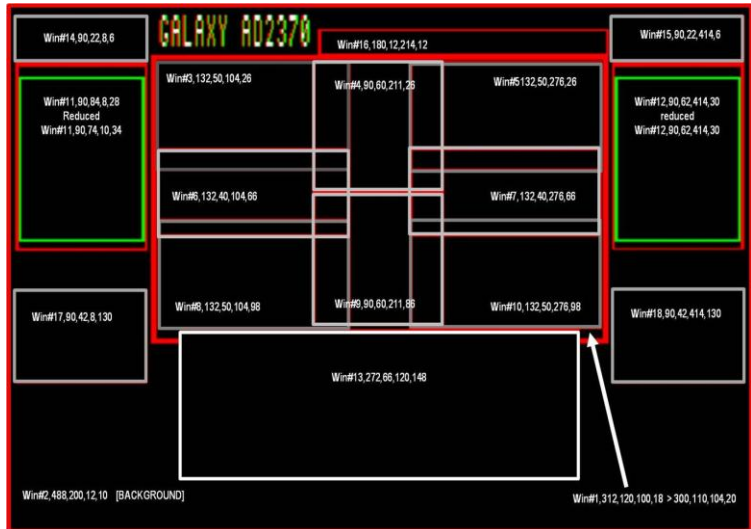 Win#14,90,22,8,6
GALAXY AD2370
Win#16,180,12,214,12
Win#15,90,22,414,6
Win#3,132,50,104,26
Win#4,90,60,211,26
Win#5132,50,276,26
Win#11,90,84,8,28
Reduced
Win#11,90,74,10,34
Win#12,90,62,414,30
reduced
Win#12,90,62,414,30
Win#6,132,40,104,66
Win#7,132,40,276,66
Win#8,132,50,104,98
Win#9,90,60,211,86
Win#10,132,50,276,98
Win#17,90,42,8,130
Win#18,90,42,414,130
Win#13,272,66,120,148
Win#2,488,200,12,10 [BACKGROUND]
Win#1,312,120,100,18 > 300,110,104,20